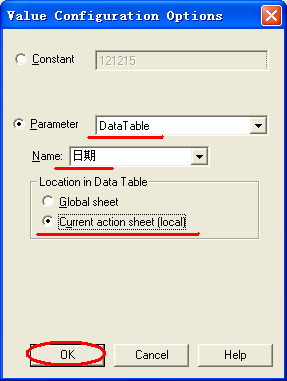 Value Configuration Options
Constant
121215
Parameter
DataTable
Name:
日期
Location in Data Table
Global sheet
Current action sheet (local)
OK
Cancel
Help